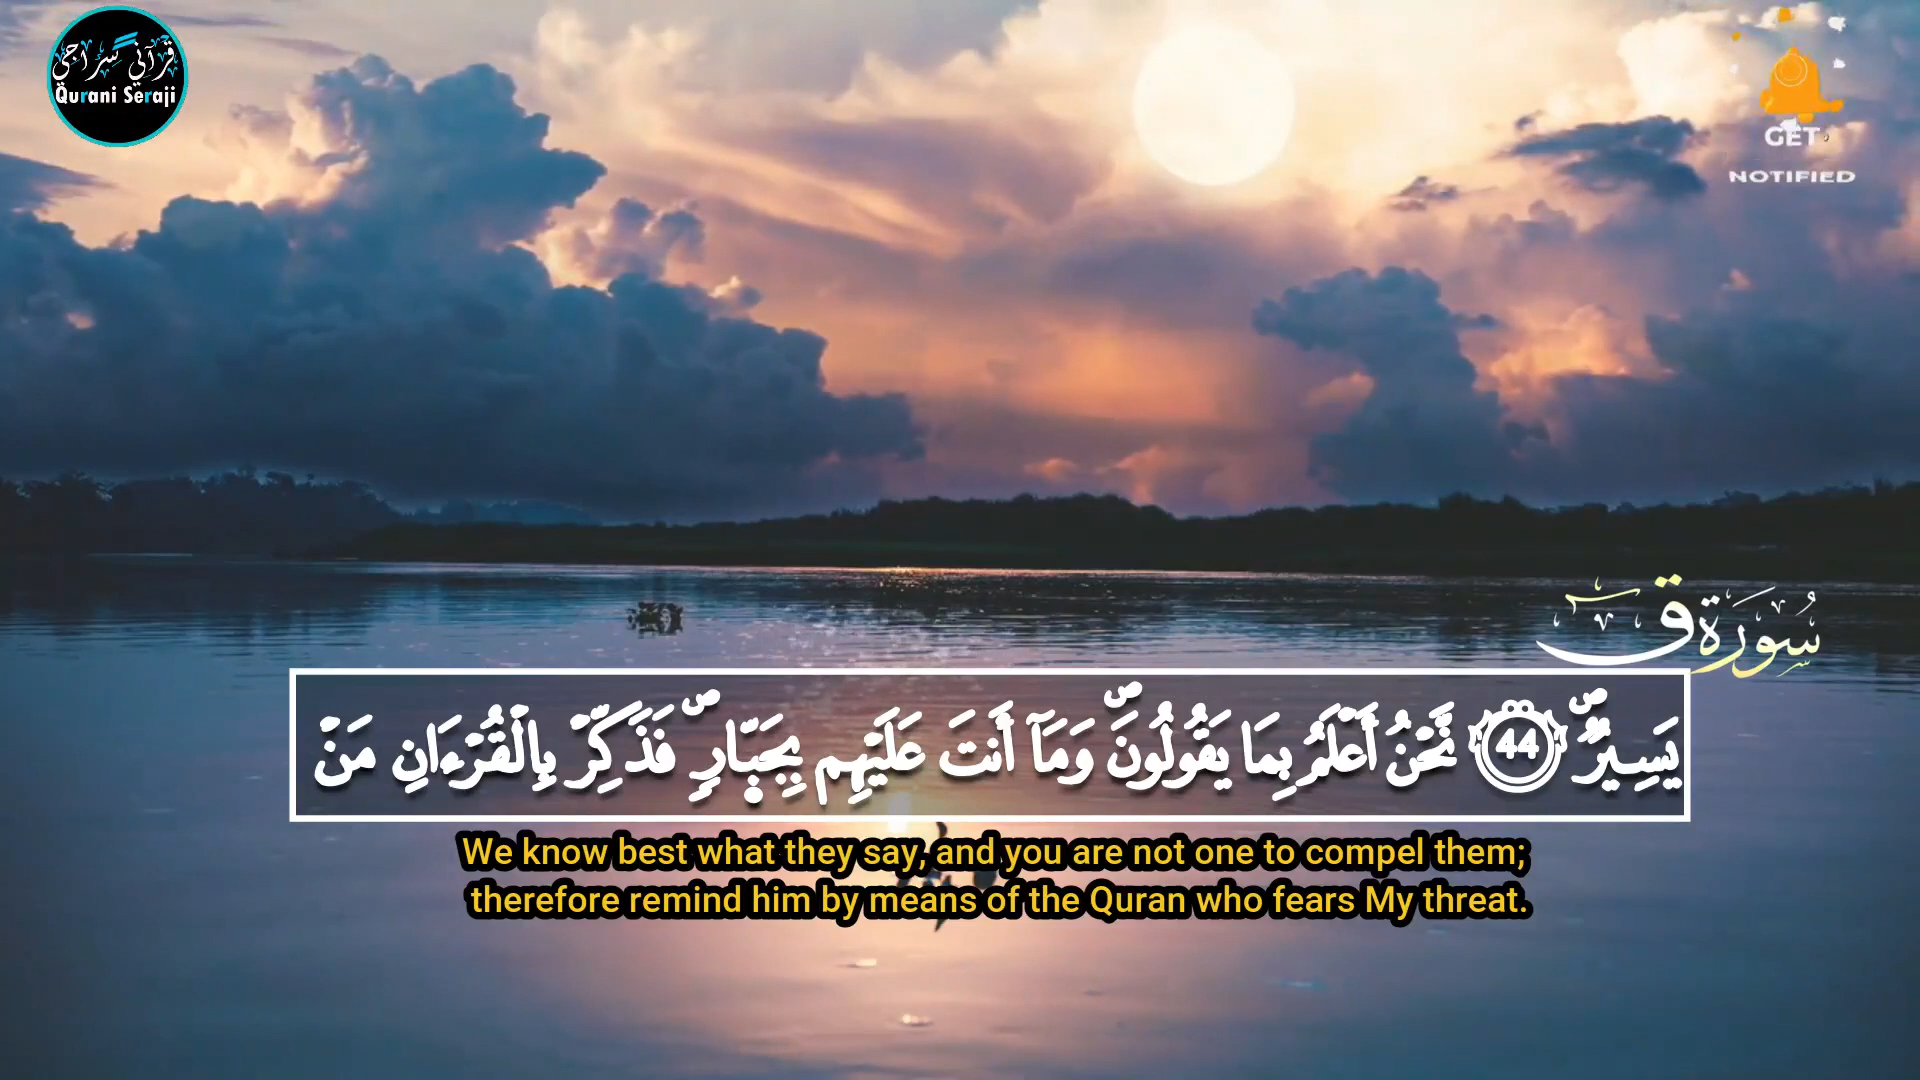 قرآني سراجي
Qurani Seraji
GET
NOTIFIED
سُورَة ق
يَسِيرٌۭ 44 نَّحْنُ أَعْلَمُ بِمَا يَقُولُونَ ۖ وَمَآ أَنتَ عَلَيْهِم بِجَبَّارٍۢ ۖ فَذَكِّرْ بِٱلْقُرْءَانِ مَن
We know best what they say, and you are not one to compel them;
therefore remind him by means of the Quran who fears My threat.